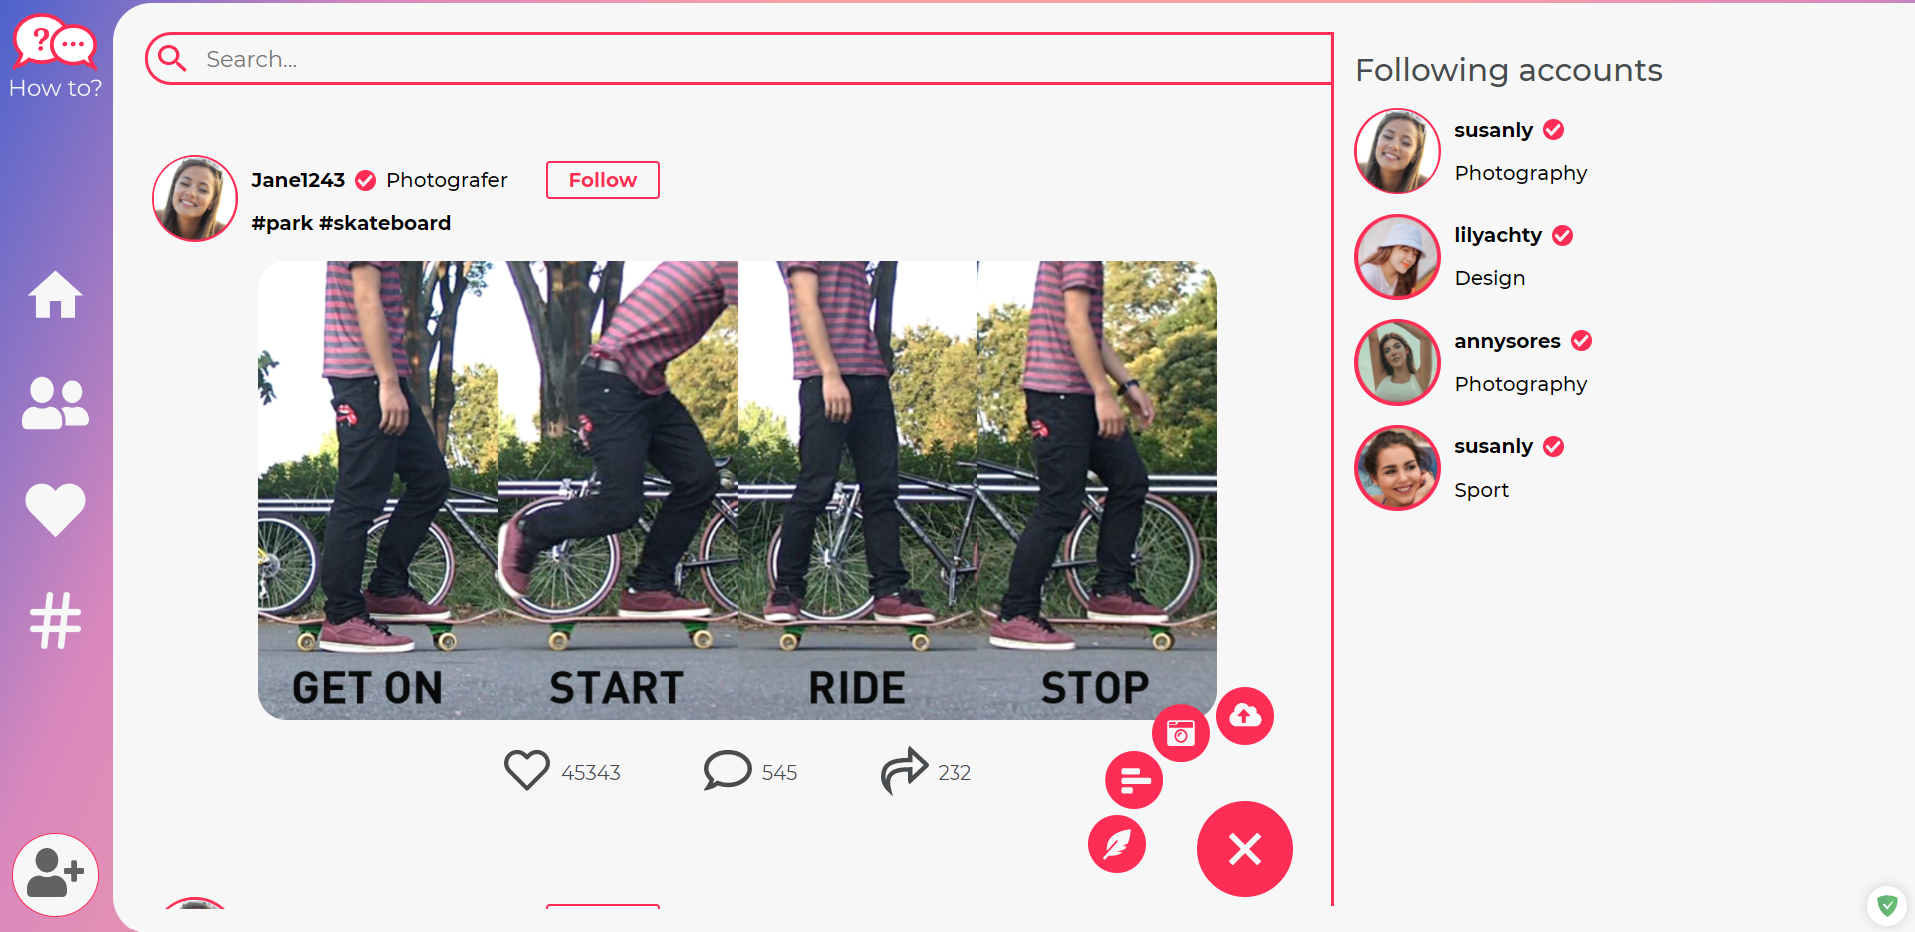 How to?
Search...
Jane1243 Photografer Follow
#park #skateboard
GET ON START RIDE STOP
45343 545 232
Following accounts
susanly
Photography
lilyachty
Design
annysores
Photography
susanly
Sport